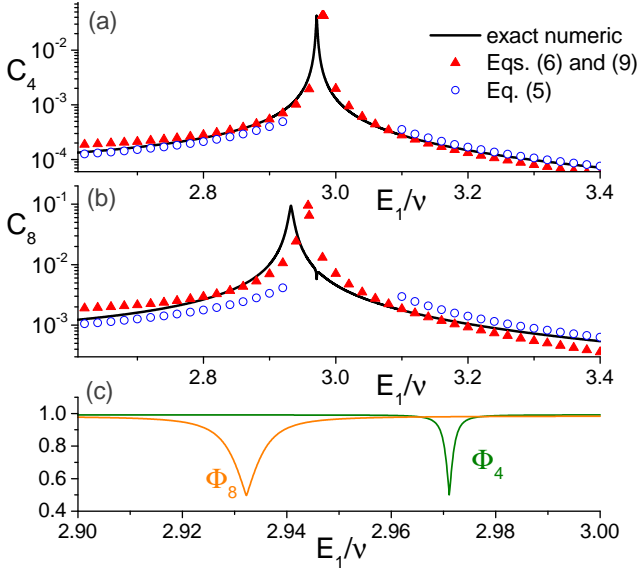 (a)
C₄
10⁻²
10⁻³
10⁻⁴
exact numeric
Eqs. (6) and (9)
Eq. (5)
2.8 3.0 3.2 3.4
E₁/ν
(b)
C₈
10⁻¹
10⁻²
10⁻³
2.8 3.0 3.2 3.4
E₁/ν
(c)
1.0
0.8
0.6
0.4
Φ₈
Φ₄
2.90 2.92 2.94 2.96 2.98 3.00
E₁/ν